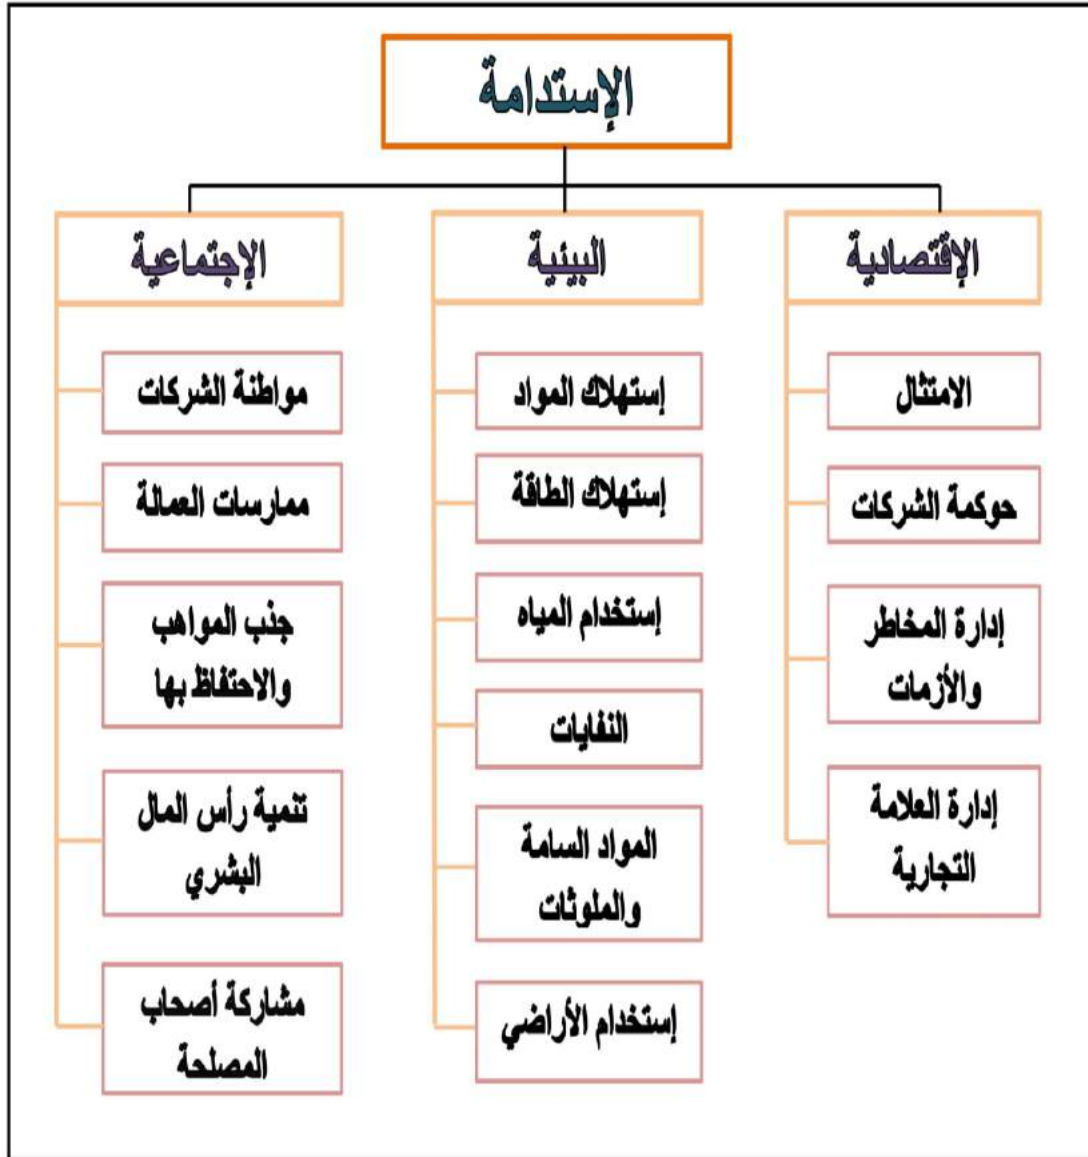 الإستدامة
الإقتصادية
الامتثال
حوكمة الشركات
إدارة المخاطر
والأزمات
إدارة العلامة
التجارية
البيئية
إستهلاك المواد
إستهلاك الطاقة
إستخدام المياه
النفايات
المواد السامة
والملوثات
إستخدام الأراضي
الإجتماعية
مواطنة الشركات
ممارسات العمالة
جذب المواهب
والاحتفاظ بها
تنمية رأس المال
البشري
مشاركة أصحاب
المصلحة